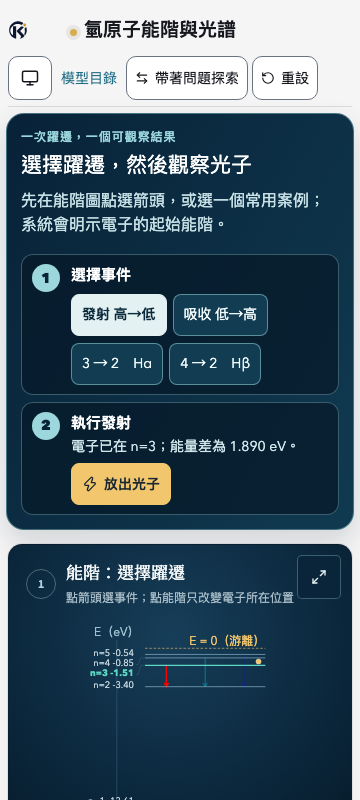 氫原子能階與光譜
模型目錄
帶著問題探索
重設
一次躍遷，一個可觀察結果
選擇躍遷，然後觀察光子
先在能階圖點選箭頭，或選一個常用案例；
系統會明示電子的起始能階。
1
選擇事件
發射 高→低
吸收 低→高
3→2 Hα
4→2 Hβ
2
執行發射
電子已在 n=3；能量差為 1.890 eV。
放出光子
1
能階：選擇躍遷
點箭頭選事件；點能階只改變電子所在位置
E（eV）
E = 0（游離）
n=5 -0.54
n=4 -0.85
n=3 -1.51
n=2 -3.40